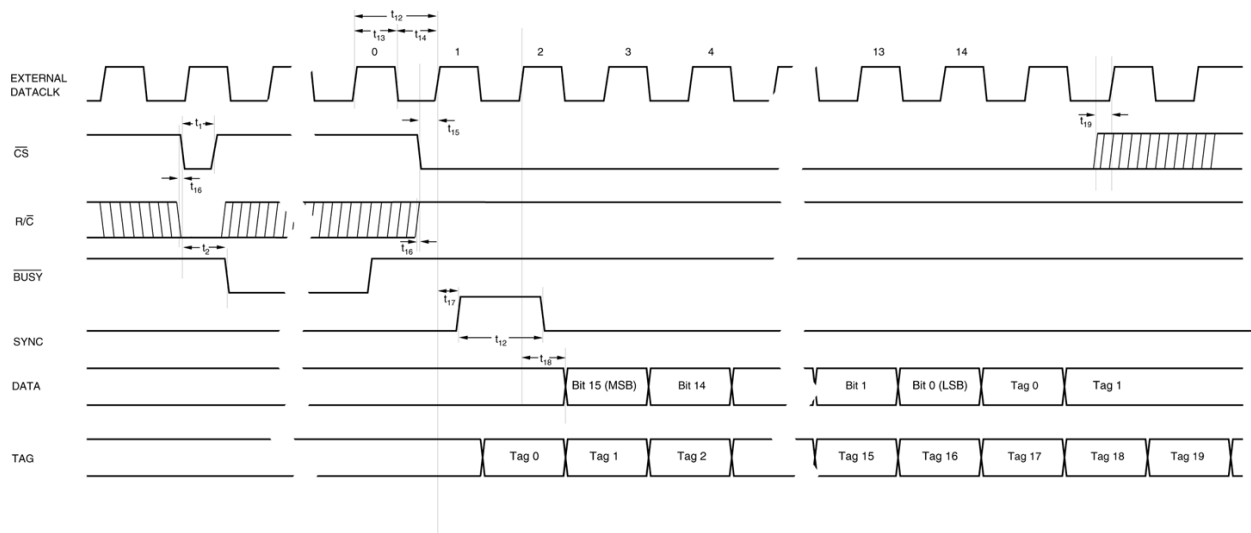 t12
t13 t14
0 1 2 3 4 13 14
EXTERNAL
DATACLK
t1 t15 t19
CS
t16
R/C
t2 t16
BUSY
t17
SYNC
t12
t18
DATA Bit 15 (MSB) Bit 14 Bit 1 Bit 0 (LSB) Tag 0 Tag 1
TAG Tag 0 Tag 1 Tag 2 Tag 15 Tag 16 Tag 17 Tag 18 Tag 19